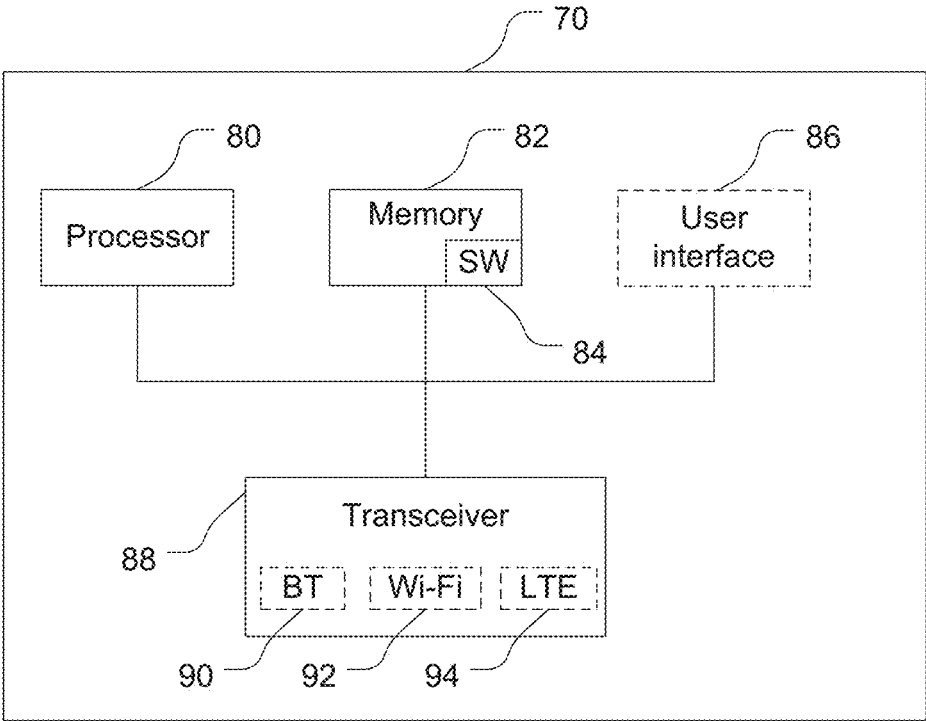 70
80
82
86
Processor
Memory
SW
User
interface
84
Transceiver
88
BT
Wi-Fi
LTE
90
92
94